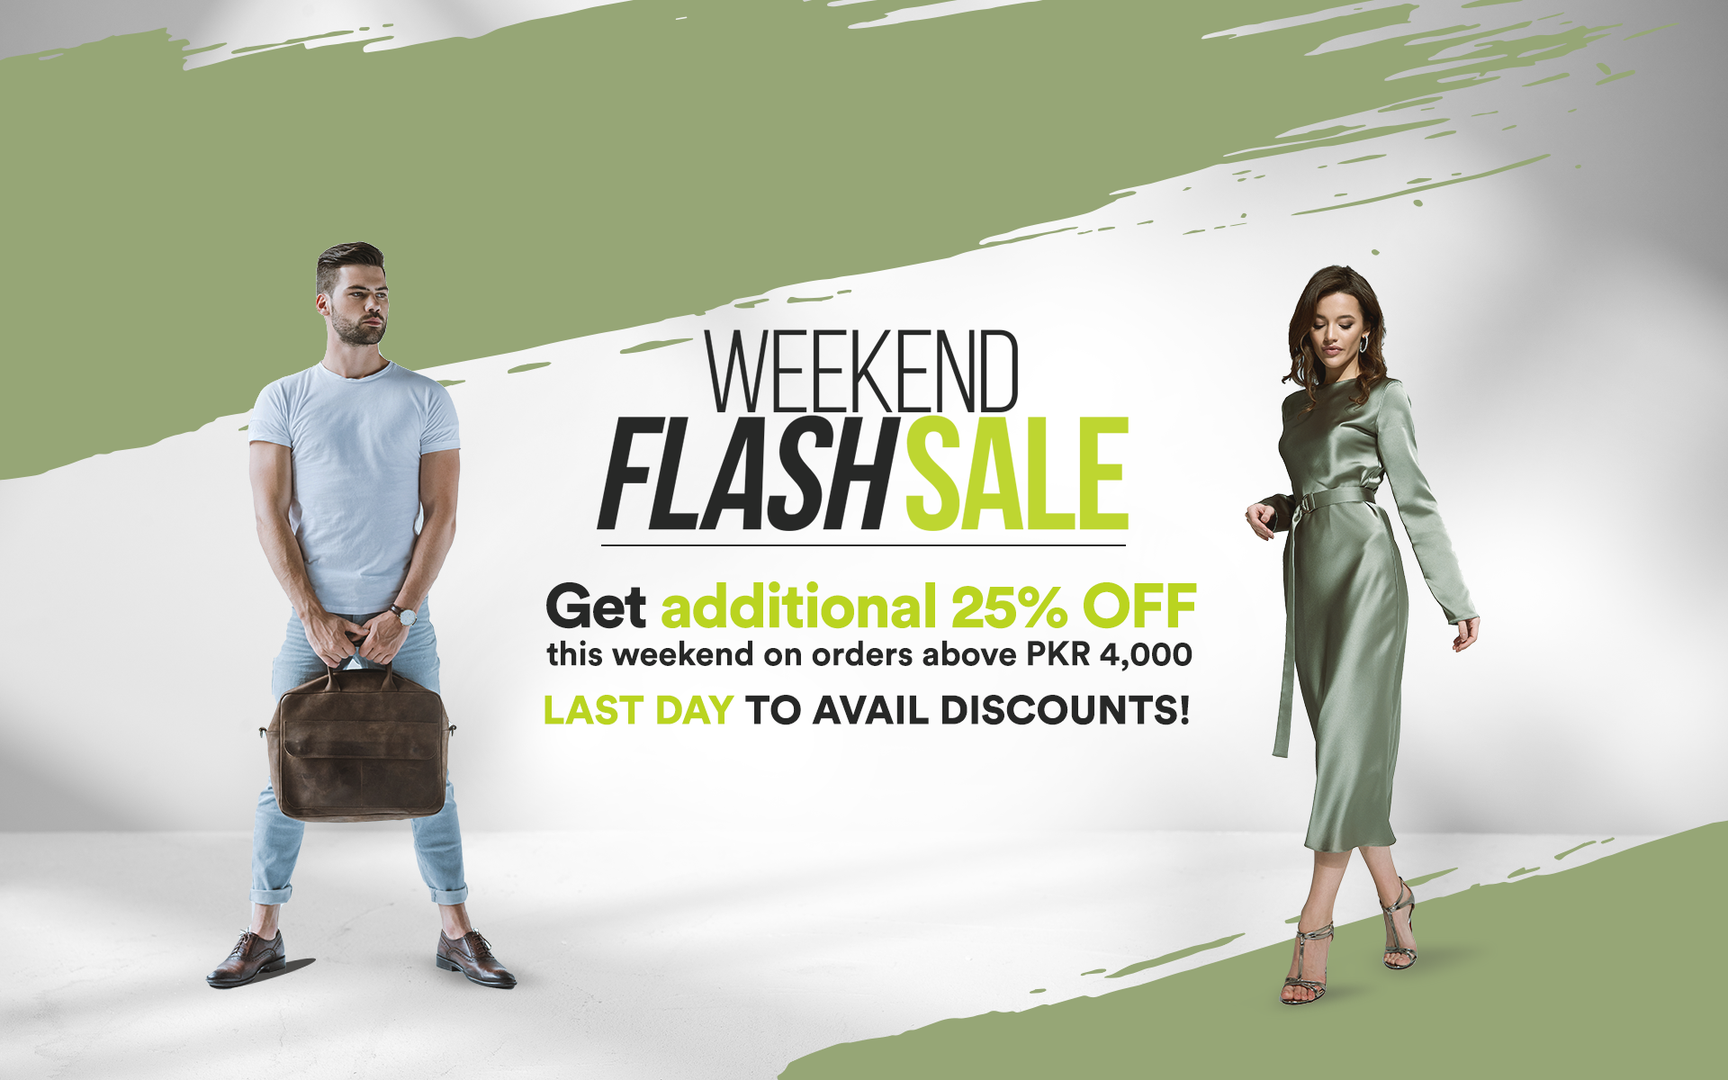 WEEKEND
FLASH SALE
Get additional 25% OFF
this weekend on orders above PKR 4,000
LAST DAY TO AVAIL DISCOUNTS!